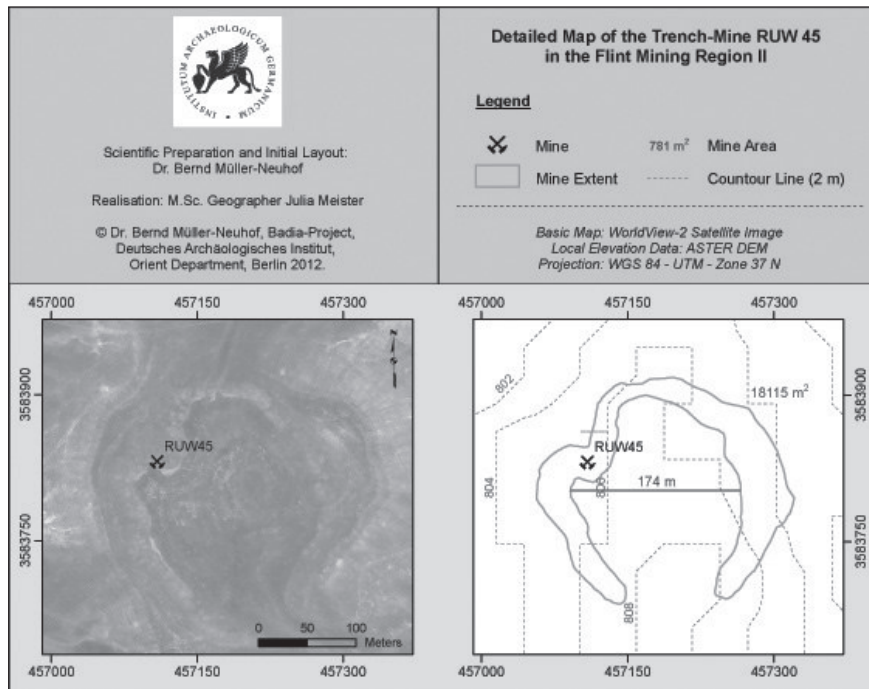 INSTITUTUM ARCHAEOLOGICUM GERMANICUM
Scientific Preparation and Initial Layout:
Dr. Bernd Müller-Neuhof
Realisation: M.Sc. Geographer Julia Meister
© Dr. Bernd Müller-Neuhof, Badia-Project,
Deutsches Archäologisches Institut,
Orient Department, Berlin 2012.
Detailed Map of the Trench-Mine RUW 45
in the Flint Mining Region II
Legend
Mine
781 m² Mine Area
Mine Extent
Countour Line (2 m)
Basic Map: WorldView-2 Satellite Image
Local Elevation Data: ASTER DEM
Projection: WGS 84 - UTM - Zone 37 N
457000 457150 457300
3583900
3583750
N
RUW45
0 50 100
Meters
457000 457150 457300
457000 457150 457300
802
18115 m²
3583900
RUW45
804
806
174 m
3583750
808
457000 457150 457300